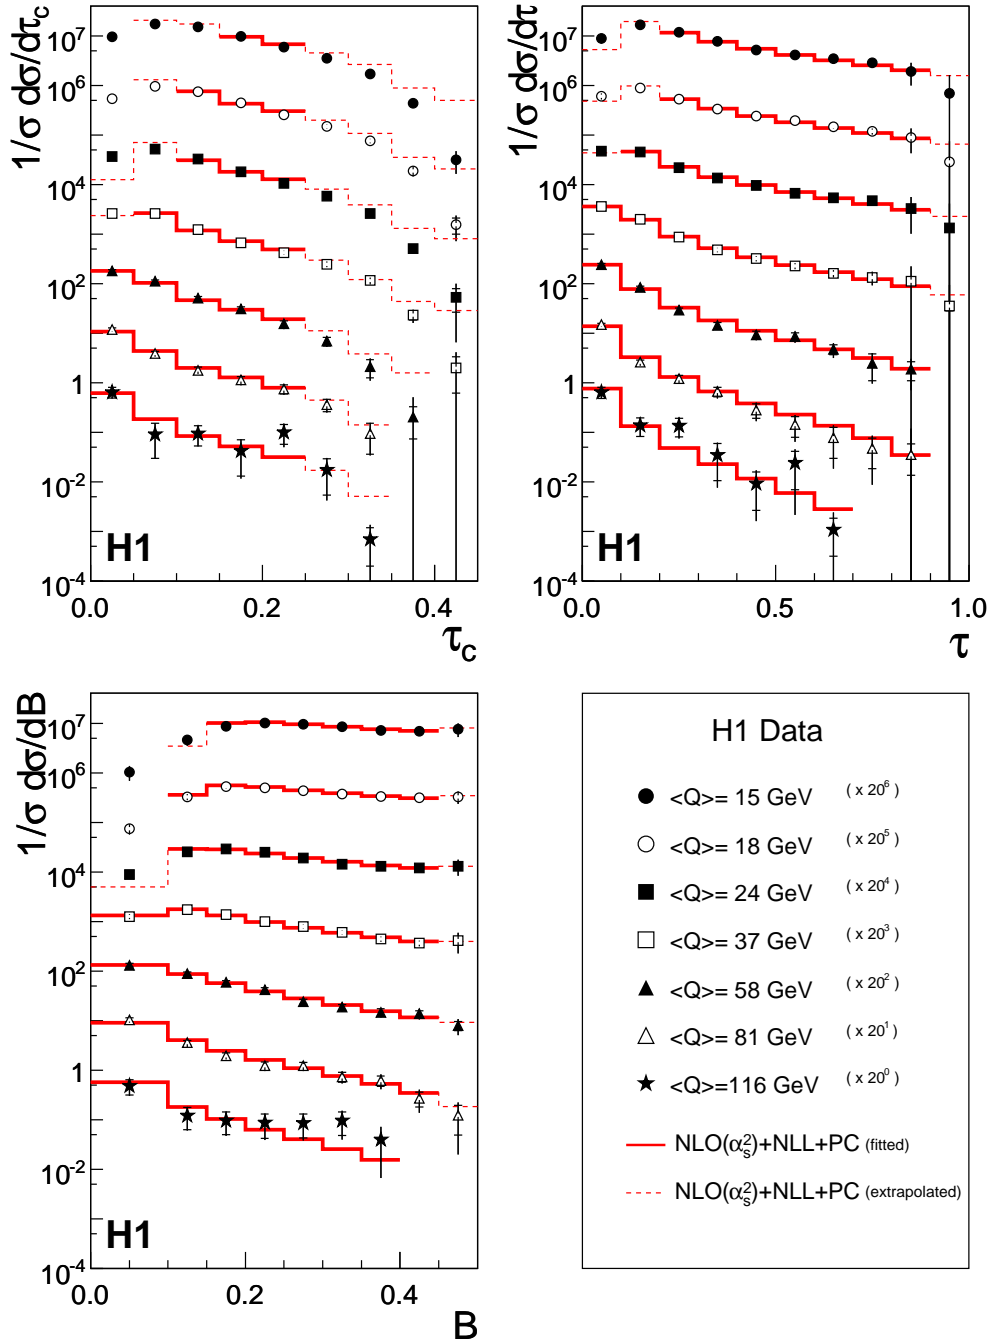 1/σ dσ/dτc
10⁷
10⁶
10⁴
10²
1
10⁻²
10⁻⁴
H1
0.0
0.2
0.4
τC
1/σ dσ/dτ
10⁷
10⁶
10⁴
10²
1
10⁻²
10⁻⁴
H1
0.0
0.5
1.0
τ
1/σ dσ/dB
10⁷
10⁶
10⁴
10²
1
10⁻²
10⁻⁴
H1
0.0
0.2
0.4
B
H1 Data
<Q>= 15 GeV ( x 20⁶ )
<Q>= 18 GeV ( x 20⁵ )
<Q>= 24 GeV ( x 20⁴ )
<Q>= 37 GeV ( x 20³ )
<Q>= 58 GeV ( x 20² )
<Q>= 81 GeV ( x 20¹ )
<Q>=116 GeV ( x 20⁰ )
NLO(αs²)+NLL+PC (fitted)
NLO(αs²)+NLL+PC (extrapolated)